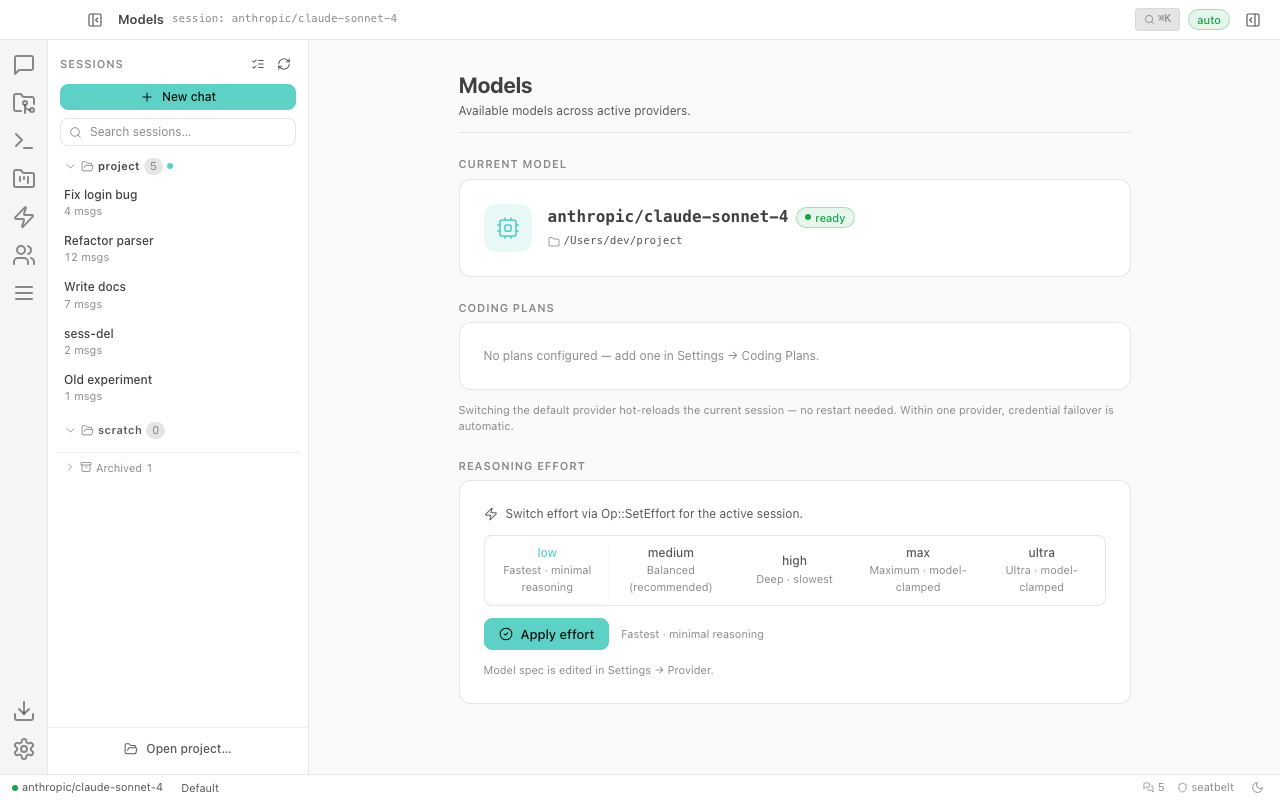 Models session: anthropic/claude-sonnet-4
⌘K
auto
SESSIONS
New chat
Search sessions...
project 5
Fix login bug
4 msgs
Refactor parser
12 msgs
Write docs
7 msgs
sess-del
2 msgs
Old experiment
1 msgs
scratch 0
Archived 1
Open project...
Models
Available models across active providers.
CURRENT MODEL
anthropic/claude-sonnet-4 ready
/Users/dev/project
CODING PLANS
No plans configured — add one in Settings → Coding Plans.
Switching the default provider hot-reloads the current session — no restart needed. Within one provider, credential failover is
automatic.
REASONING EFFORT
Switch effort via Op::SetEffort for the active session.
low
Fastest · minimal
reasoning
medium
Balanced
(recommended)
high
Deep · slowest
max
Maximum · model-
clamped
ultra
Ultra · model-
clamped
Apply effort Fastest · minimal reasoning
Model spec is edited in Settings → Provider.
anthropic/claude-sonnet-4 Default
5 seatbelt